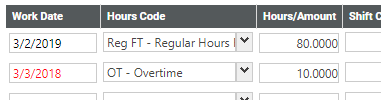 Work Date Hours Code Hours/Amount Shift C
3/2/2019 Reg FT - Regular Hours 80.0000
3/3/2018 OT - Overtime 10.0000